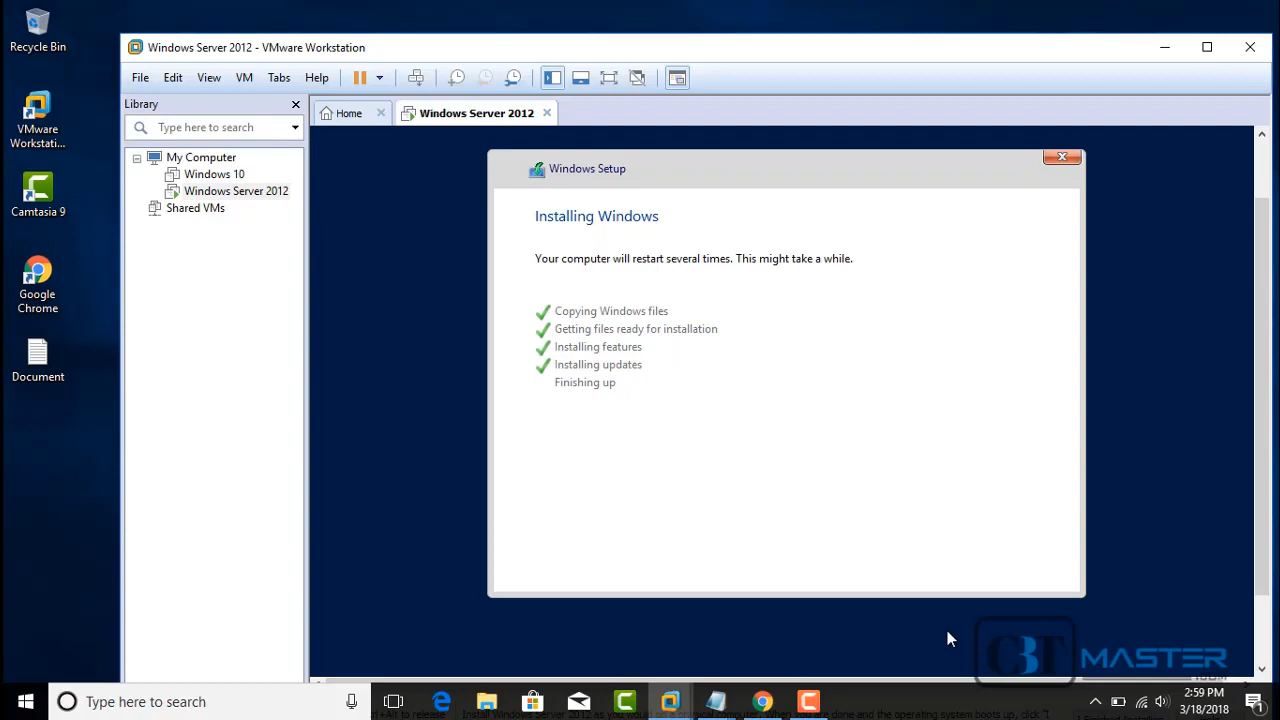 Recycle Bin
VMware
Workstati...
Camtasia 9
Google
Chrome
Document
Windows Server 2012 - VMware Workstation
File Edit View VM Tabs Help
Library
Type here to search
My Computer
Windows 10
Windows Server 2012
Shared VMs
Home
Windows Server 2012
Windows Setup
Installing Windows
Your computer will restart several times. This might take a while.
Copying Windows files
Getting files ready for installation
Installing features
Installing updates
Finishing up
CBT MASTER
Type here to search
2:59 PM
3/18/2018